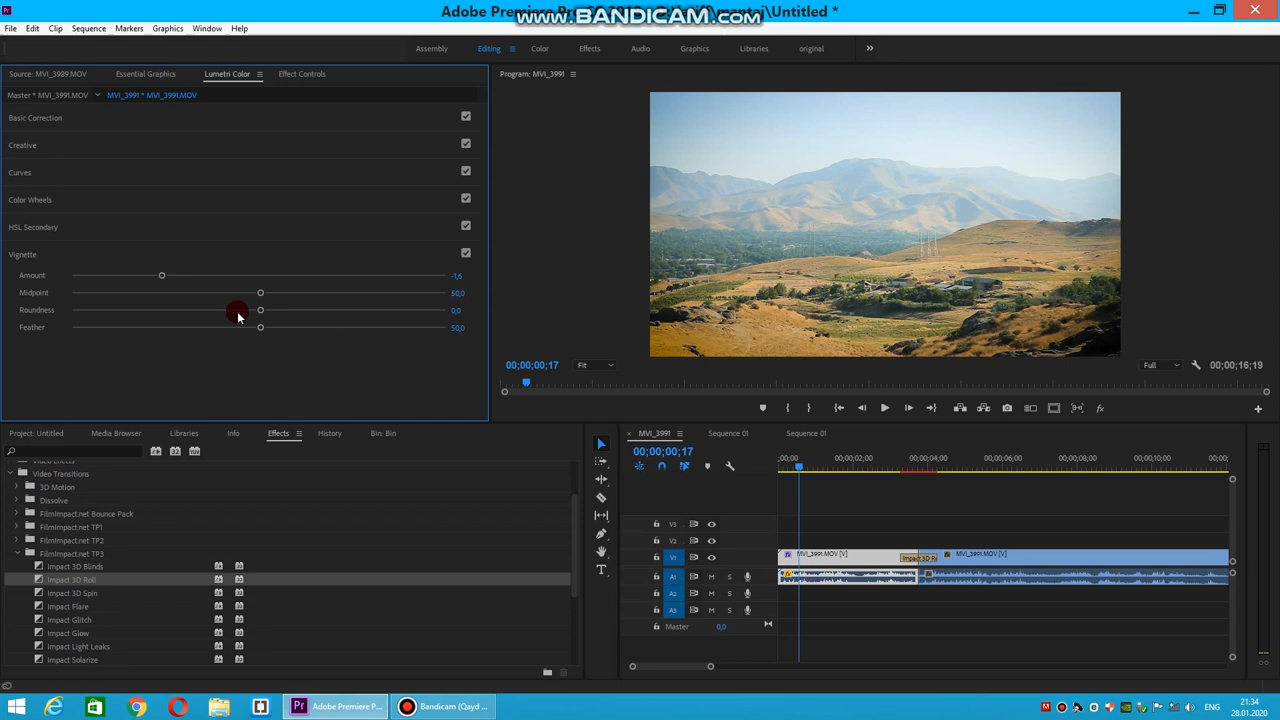 Adobe Premiere Pro
www.BANDICAM.com
mantaj\Untitled *
File Edit Clip Sequence Markers Graphics Window Help
Assembly Editing Color Effects Audio Graphics Libraries original
Source: MVI_3989.MOV Essential Graphics Lumetri Color Effect Controls
Program: MVI_3991
Master * MVI_3991.MOV MVI_3991 * MVI_3991.MOV
Basic Correction
Creative
Curves
Color Wheels
HSL Secondary
Vignette
Amount -1,6
Midpoint 50,0
Roundness 0,0
Feather 50,0
00;00;00;17 Fit Full 00;00;16;19
Project: Untitled Media Browser Libraries Info Effects History Bin: Bin
Video Transitions
3D Motion
Dissolve
FilmImpact.net Bounce Pack
FilmImpact.net TP1
FilmImpact.net TP2
FilmImpact.net TP3
Impact 3D Blinds
Impact 3D Roll
Impact 3D Spin
Impact Flare
Impact Glitch
Impact Glow
Impact Light Leaks
Impact Solarize
× MVI_3991 Sequence 01 Sequence 01
00;00;00;17
;00;00 00;00;02;00 00;00;04;00 00;00;06;00 00;00;08;00 00;00;10;00 00;00;
V3
V2
V1 MVI_3991.MOV [V] Impact 3D R MVI_3991.MOV [V]
A1 M S
A2 M S
A3 M S
Master 0,0
Adobe Premiere P... Bandicam (Qayd ... ENG 21:34
28.01.2020